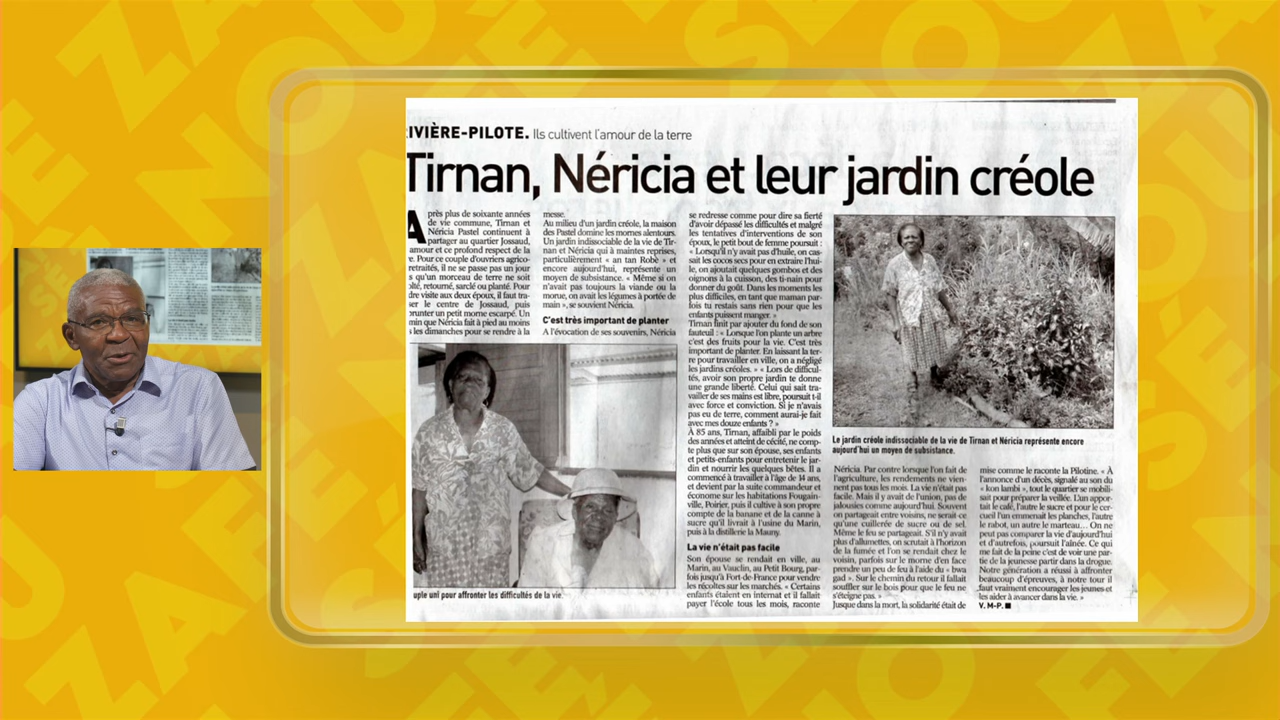 IVIÈRE-PILOTE. Ils cultivent l'amour de la terre
Tirnan, Néricia et leur jardin créole
Après plus de soixante années
de vie commune, Tirnan et
Néricia Pastel continuent à
partager au quartier Jossaud,
amour et ce profond respect de la
e. Pour ce couple d'ouvriers agrico-
retraités, il ne se passe pas un jour
s qu'un morceau de terre ne soit
olté, retourné, sarclé ou planté. Pour
dre visite aux deux époux, il faut tra-
ser le centre de Jossaud, puis
prunter un petit morne escarpé. Un
min que Néricia fait à pied au moins
s les dimanches pour se rendre à la
messe.
Au milieu d'un jardin créole, la maison
des Pastel domine les mornes alentours.
Un jardin indissociable de la vie de Tir-
nan et Néricia qui à maintes reprises,
particulièrement « an tan Robè » et
encore aujourd'hui, représente un
moyen de subsistance. « Même si on
n'avait pas toujours la viande ou la
morue, on avait les légumes à portée de
main », se souvient Néricia.
C'est très important de planter
A l'évocation de ses souvenirs, Néricia
uple uni pour affronter les difficultés de la vie.
se redresse comme pour dire sa fierté
d'avoir dépassé les difficultés et malgré
les tentatives d'interventions de son
époux, le petit bout de femme poursuit :
« Lorsqu'il n'y avait pas d'huile, on cas-
sait les cocos secs pour en extraire l'hui-
le, on ajoutait quelques gombos et des
oignons à la cuisson, des ti-nain pour
donner du goût. Dans les moments les
plus difficiles, en tant que maman par-
fois tu restais sans rien pour que les
enfants puissent manger. »
Tirnan finit par ajouter du fond de son
fauteuil : « Lorsque l'on plante un arbre
c'est des fruits pour la vie. C'est très
important de planter. En laissant la ter-
re pour travailler en ville, on a négligé
les jardins créoles. » « Lors de difficul-
tés, avoir son propre jardin te donne
une grande liberté. Celui qui sait tra-
vailler de ses mains est libre, poursuit t-il
avec force et conviction. Si je n'avais
pas eu de terre, comment aurai-je fait
avec mes douze enfants ? »
À 85 ans, Tirnan, affaibli par le poids
des années et atteint de cécité, ne comp-
te plus que sur son épouse, ses enfants
et petits-enfants pour entretenir le jar-
din et nourrir les quelques bêtes. Il a
commencé à travailler à l'âge de 14 ans,
et devient par la suite commandeur et
économe sur les habitations Fougain-
ville, Poirier, puis il cultive à son propre
compte de la banane et de la canne à
sucre qu'il livrait à l'usine du Marin,
puis à la distillerie la Mauny.
La vie n'était pas facile
Son épouse se rendait en ville, au
Marin, au Vauclin, au Petit Bourg, par-
fois jusqu'à Fort-de-France pour vendre
les récoltes sur les marchés. « Certains
enfants étaient en internat et il fallait
payer l'école tous les mois, raconte
Le jardin créole indissociable de la vie de Tirnan et Néricia représente encore
aujourd'hui un moyen de subsistance.
Néricia. Par contre lorsque l'on fait de
l'agriculture, les rendements ne vien-
nent pas tous les mois. La vie n'était pas
facile. Mais il y avait de l'union, pas de
jalousies comme aujourd'hui. Souvent
on partageait entre voisins, ne serait ce
qu'une cuillerée de sucre ou de sel.
Même le feu se partageait. S'il n'y avait
plus d'allumettes, on scrutait à l'horizon
de la fumée et l'on se rendait chez le
voisin, parfois sur le morne d'en face
prendre un peu de feu à l'aide du « bwa
gad ». Sur le chemin du retour il fallait
souffler sur le bois pour que le feu ne
s'éteigne pas. »
Jusque dans la mort, la solidarité était de
mise comme le raconte la Pilotine. « À
l'annonce d'un décès, signalé au son du
« kon lambi », tout le quartier se mobili-
sait pour préparer la veillée. L'un appor-
tait le café, l'autre le sucre et pour le cer-
cueil l'un emmenait les planches, l'autre
le rabot, un autre le marteau… On ne
peut pas comparer la vie d'aujourd'hui
et d'autrefois, poursuit l'aînée. Ce qui
me fait de la peine c'est de voir une par-
tie de la jeunesse partir dans la drogue.
Notre génération a réussi à affronter
beaucoup d'épreuves, à notre tour il
faut vraiment encourager les jeunes et
les aider à avancer dans la vie. »
V. M-P. ■